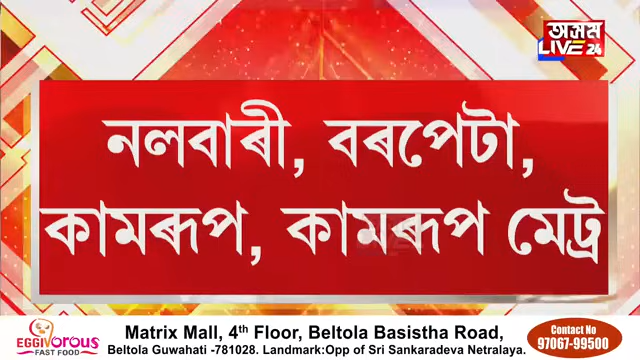 অসম
LIVE 24
নলবাৰী, বৰপেটা,
কামৰূপ, কামৰূপ মেট্ৰ
EGGIVOROUS
FAST FOOD
Matrix Mall, 4th Floor, Beltola Basistha Road,
Beltola Guwahati -781028. Landmark:Opp of Sri Sankaradeva Netralaya.
Contact No
97067-99500